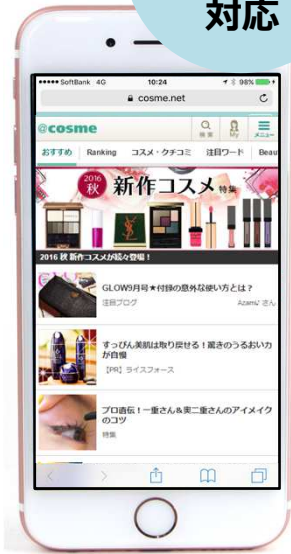 対応
SoftBank 4G 10:24 98%
cosme.net
@cosme
検索 My メニュー
おすすめ Ranking コスメ・クチコミ 注目ワード Beau
2016 秋 新作コスメ 特集
2016 秋 新作コスメが続々登場！
GLOW9月号★付録の意外な使い方とは？
注目ブログ
さん
すっぴん美肌は取り戻せる！驚きのうるおい力が自慢
【PR】ライスフォース
プロ直伝！一重さん&奥二重さんのアイメイクのコツ
特集